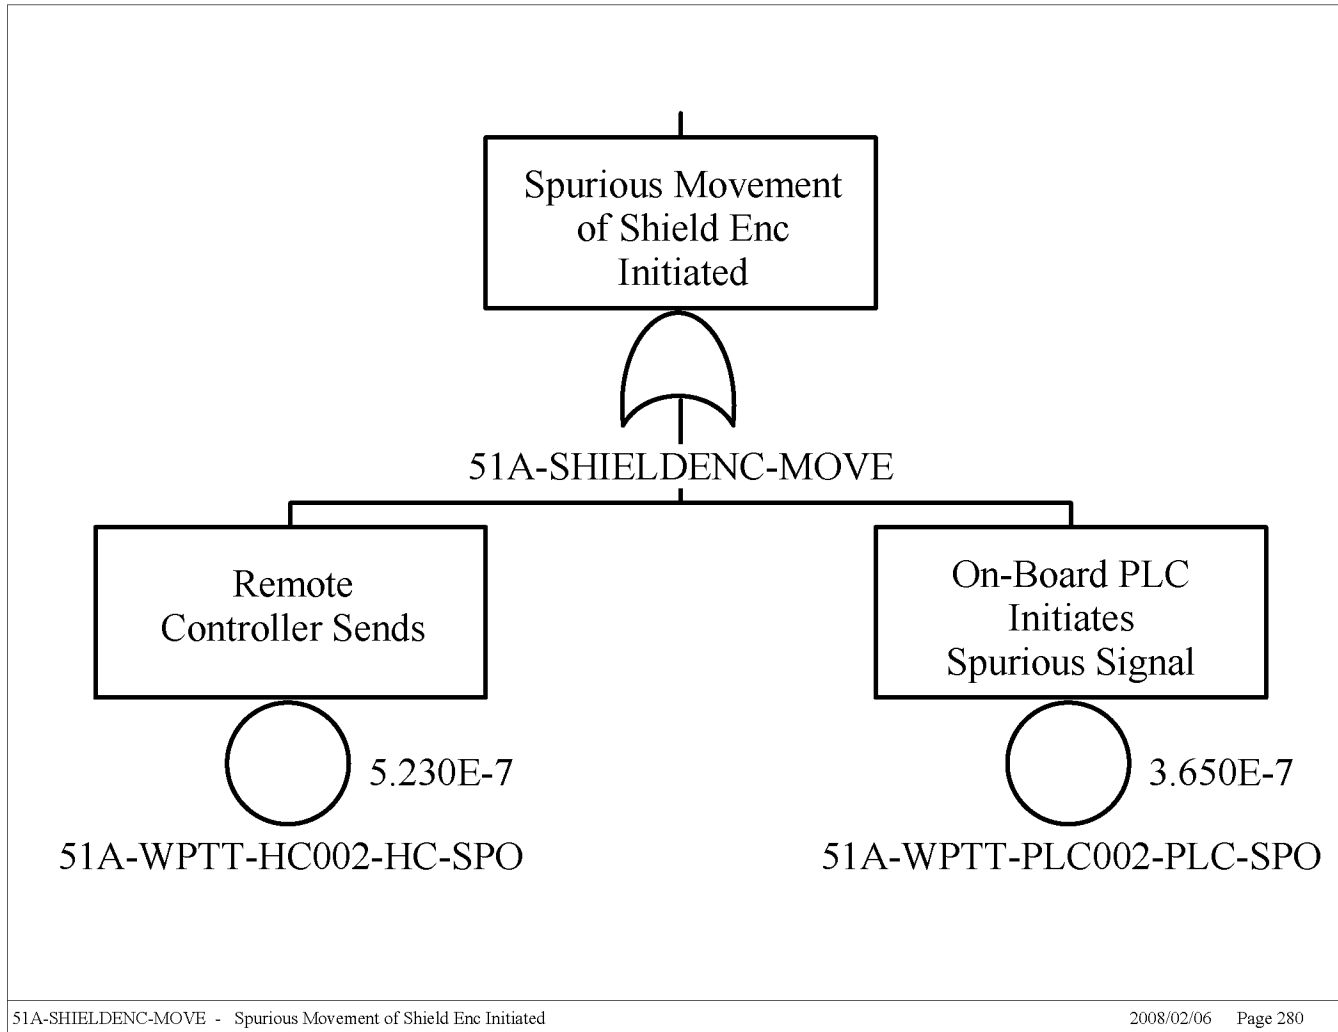 Spurious Movement
of Shield Enc
Initiated
51A-SHIELDENC-MOVE
Remote
Controller Sends
On-Board PLC
Initiates
Spurious Signal
5.230E-7
3.650E-7
51A-WPTT-HC002-HC-SPO
51A-WPTT-PLC002-PLC-SPO
51A-SHIELDENC-MOVE - Spurious Movement of Shield Enc Initiated
2008/02/06 Page 280